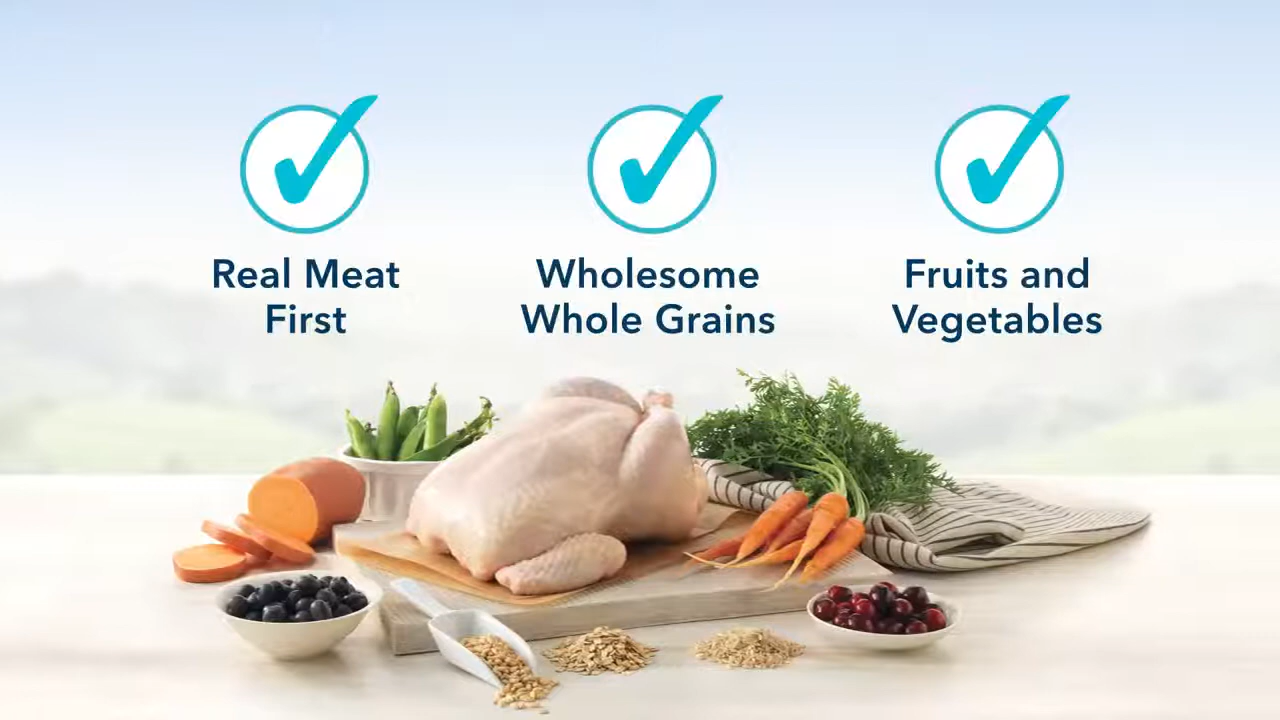 Real Meat
First
Wholesome
Whole Grains
Fruits and
Vegetables